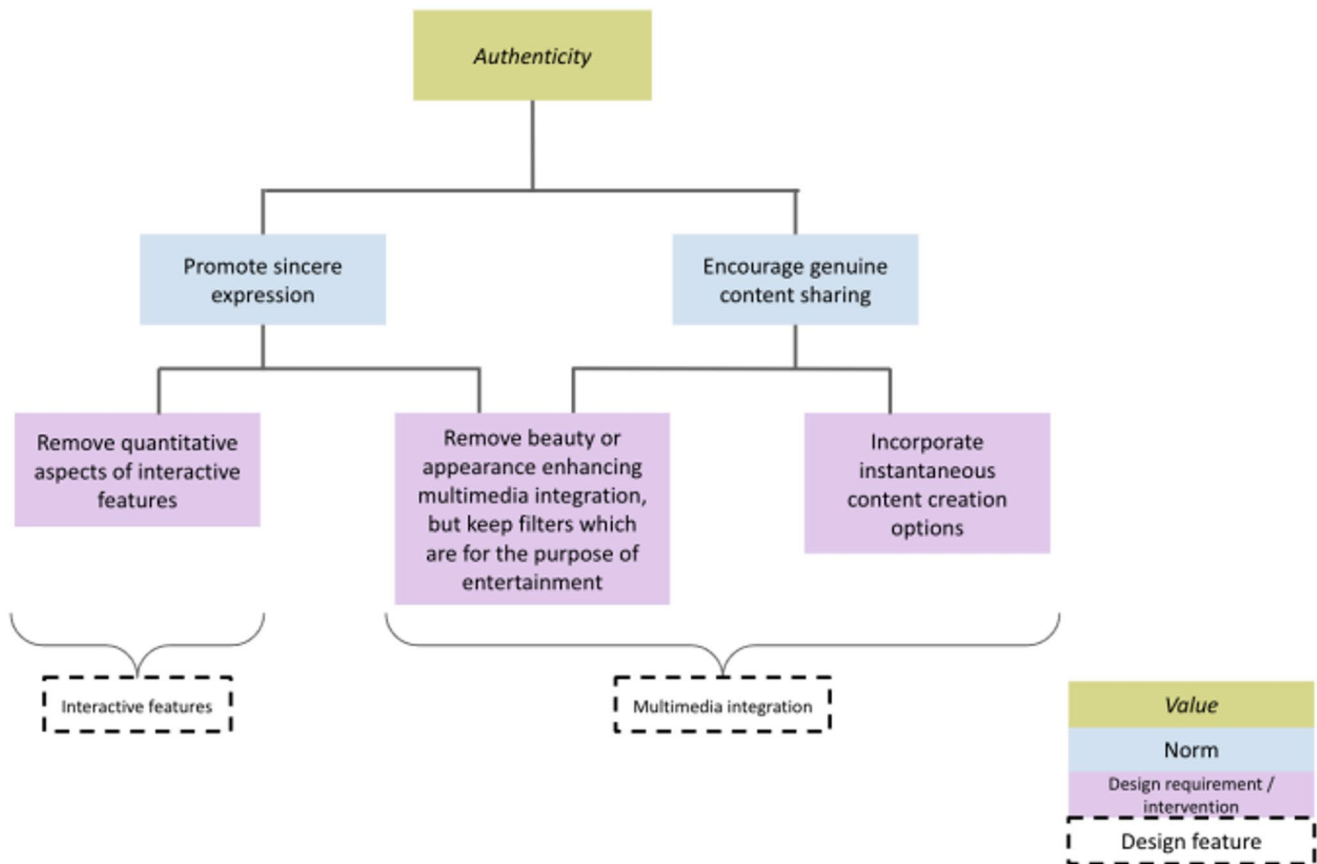 Authenticity
Promote sincere
expression
Encourage genuine
content sharing
Remove quantitative
aspects of interactive
features
Remove beauty or
appearance enhancing
multimedia integration,
but keep filters which
are for the purpose of
entertainment
Incorporate
instantaneous
content creation
options
Interactive features
Multimedia integration
Value
Norm
Design requirement /
intervention
Design feature